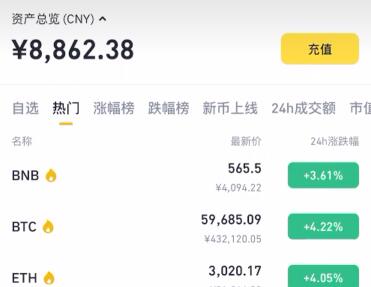 资产总览 (CNY)
¥8,862.38
充值
自选 热门 涨幅榜 跌幅榜 新币上线 24h成交额 市值
名称 最新价 24h涨跌幅
BNB 565.5 +3.61%
¥4,094.22
BTC 59,685.09 +4.22%
¥432,120.05
ETH 3,020.17 +4.05%